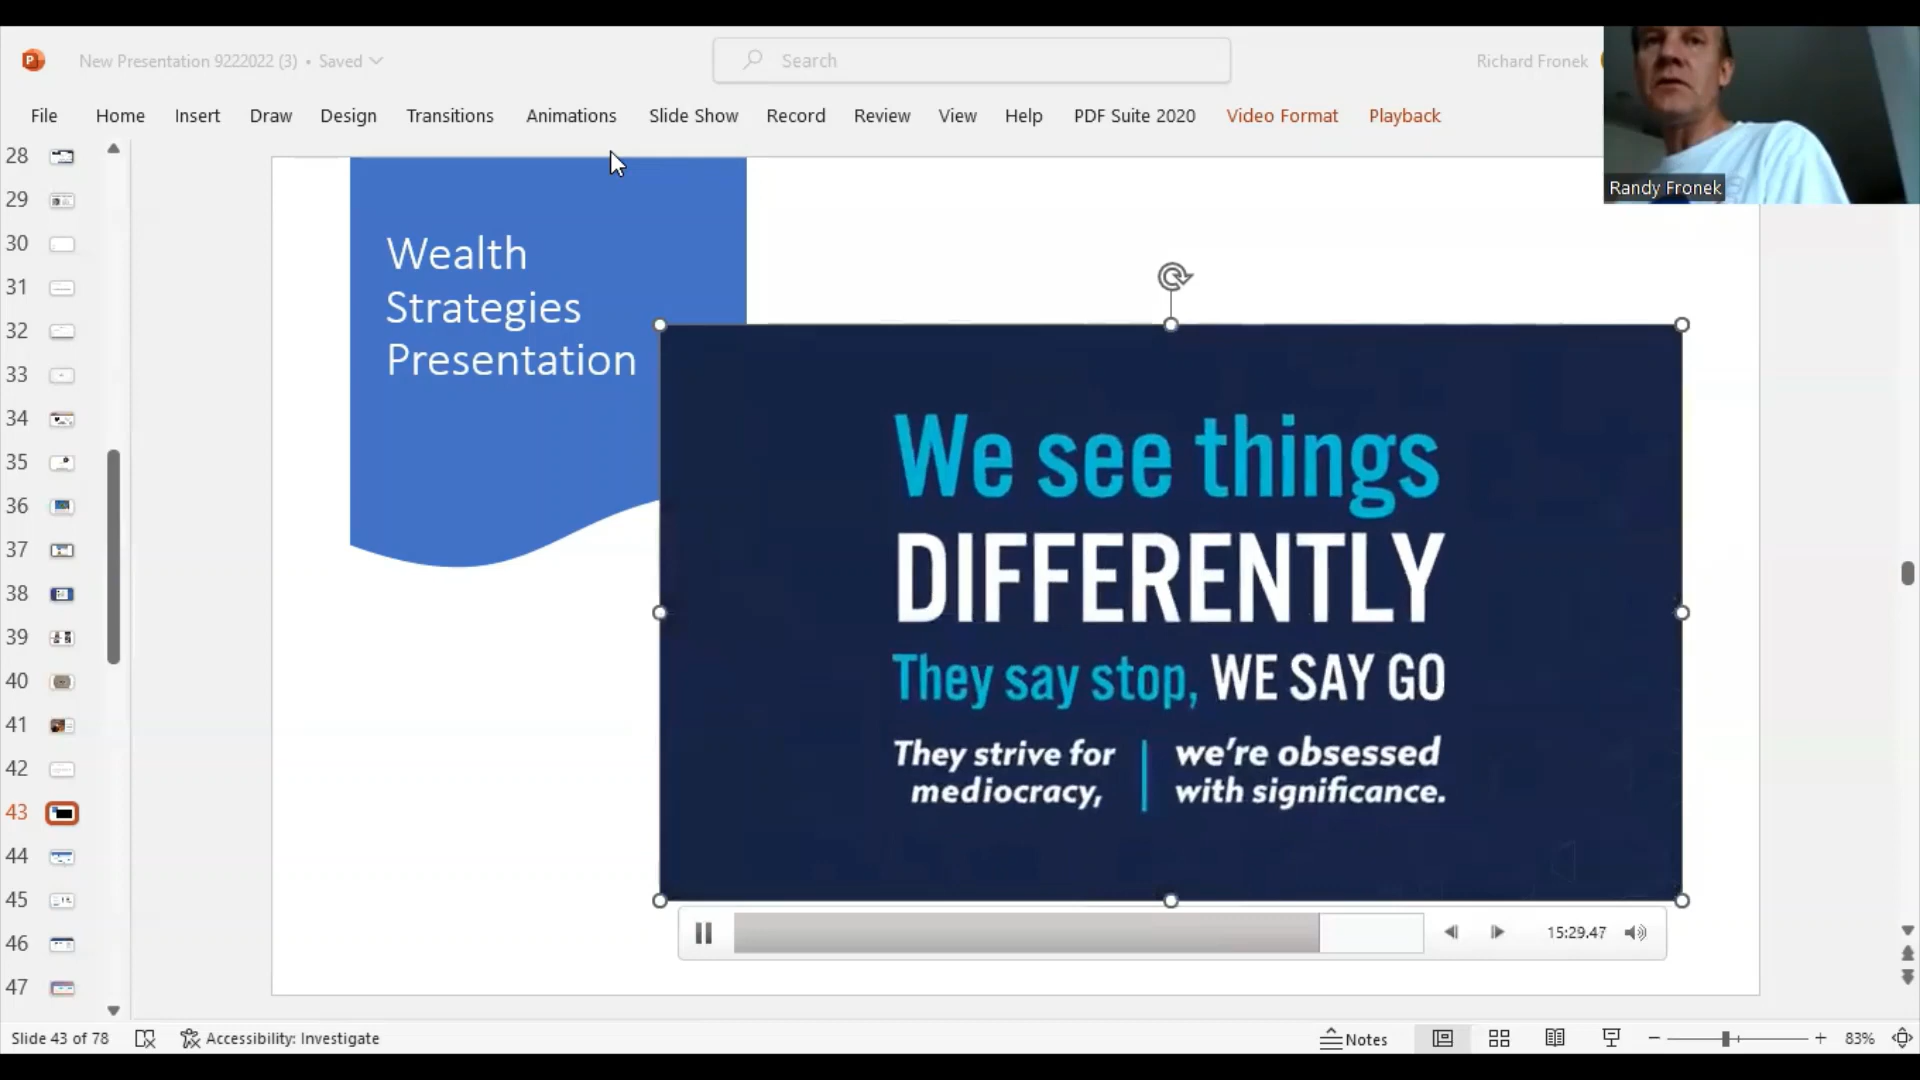 New Presentation 9222022 (3) • Saved
Search
Richard Fronek
File Home Insert Draw Design Transitions Animations Slide Show Record Review View Help PDF Suite 2020 Video Format Playback
Randy Fronek
28
29
30
31
32
33
34
35
36
37
38
39
40
41
42
43
44
45
46
47
Wealth
Strategies
Presentation
We see things
DIFFERENTLY
They say stop, WE SAY GO
They strive for
mediocracy,
we're obsessed
with significance.
15:29.47
Slide 43 of 78
Accessibility: Investigate
Notes
83%